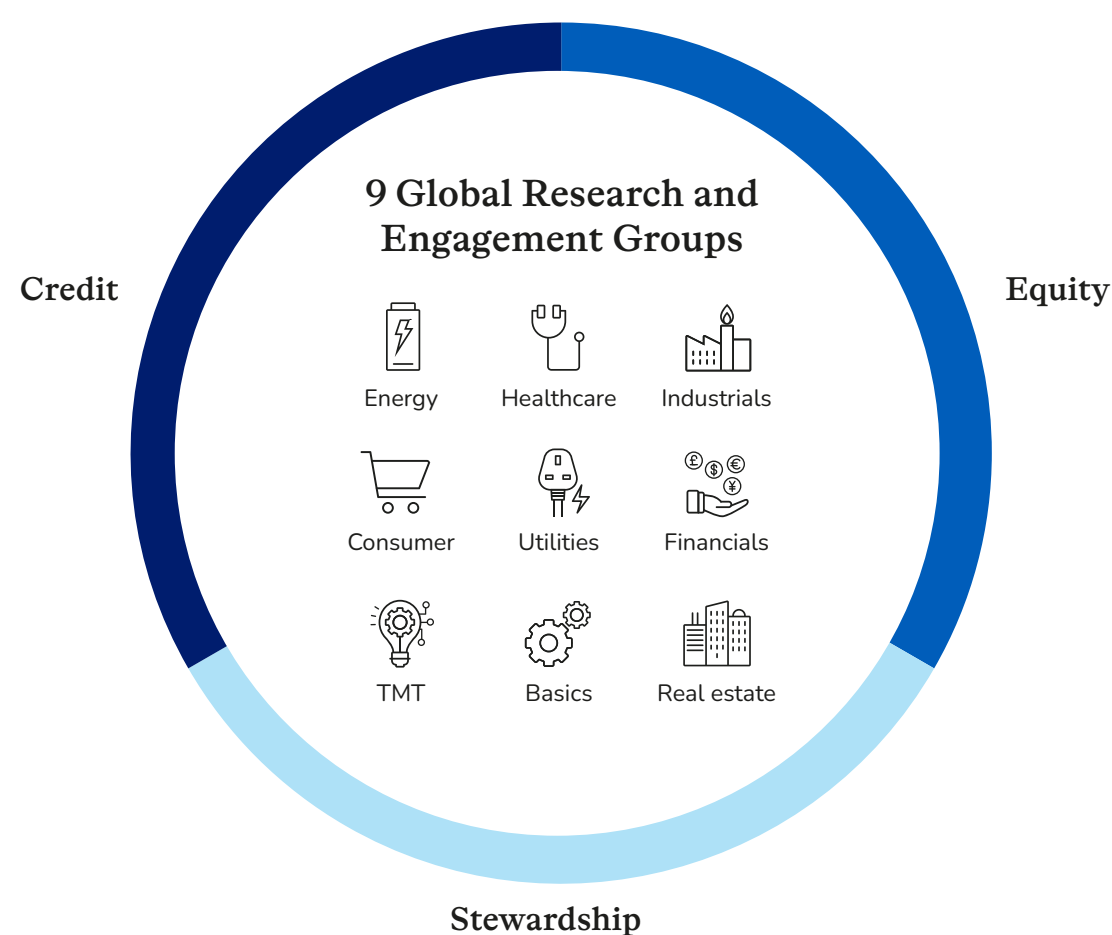 9 Global Research and
Engagement Groups
Credit
Equity
Energy
Healthcare
Industrials
£ $ € ¥
Consumer
Utilities
Financials
TMT
Basics
Real estate
Stewardship